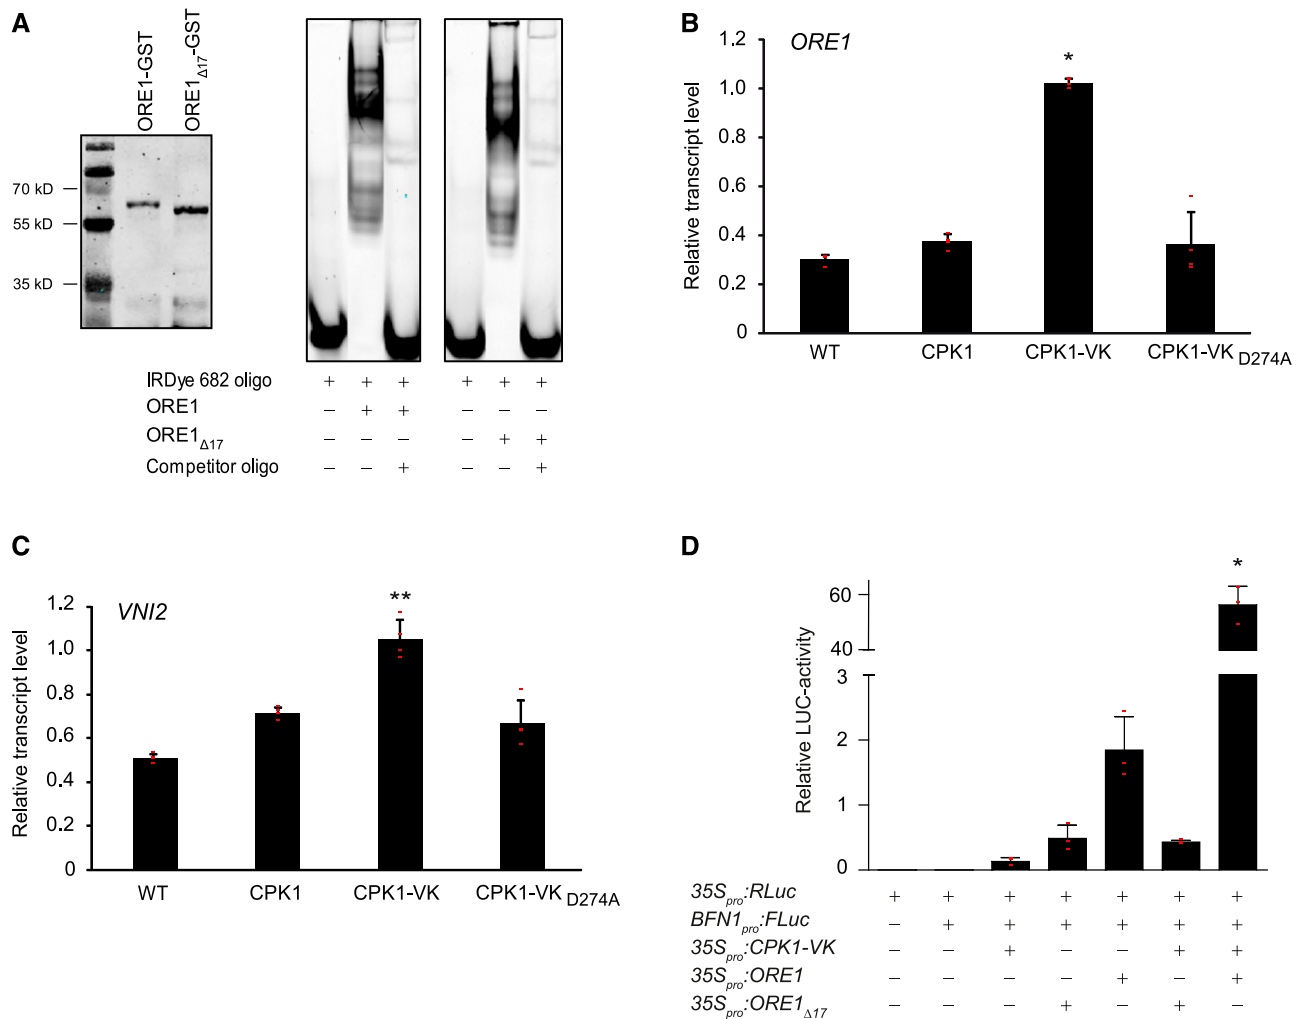 A
ORE1-GST
ORE1Δ17-GST
70 kD
55 kD
35 kD
IRDye 682 oligo + + + + + +
ORE1 – + + – – –
ORE1Δ17 – – – – + +
Competitor oligo – – + – – +
B
ORE1
Relative transcript level
1.2
1.0
0.8
0.6
0.4
0.2
0
*
WT CPK1 CPK1-VK CPK1-VK D274A
C
VNI2
Relative transcript level
1.2
1.0
0.8
0.6
0.4
0.2
0
**
WT CPK1 CPK1-VK CPK1-VK D274A
D
Relative LUC-activity
60
40
3
2
1
0
*
35Spro:RLuc + + + + + + +
BFN1pro:FLuc – + + + + + +
35Spro:CPK1-VK – – + – – + +
35Spro:ORE1 – – – – + – +
35Spro:ORE1Δ17 – – – + – + –